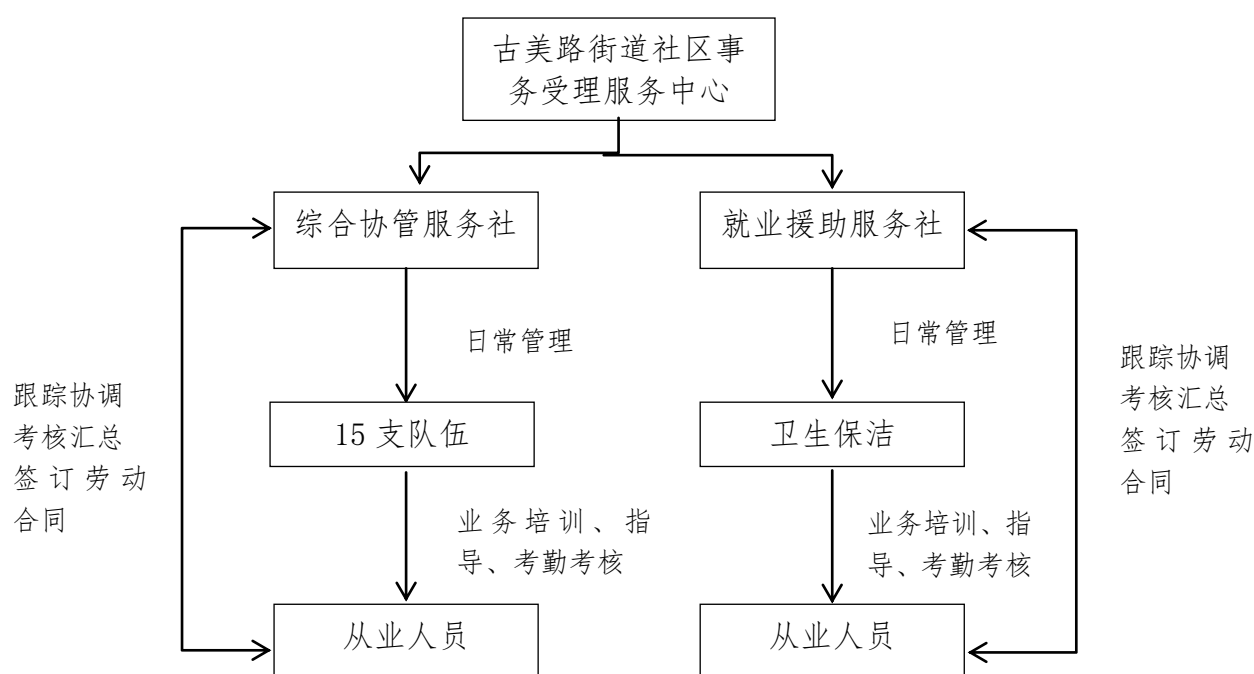 古美路街道社区事
务受理服务中心
综合协管服务社
就业援助服务社
日常管理
日常管理
跟踪协调
考核汇总
签订劳动
合同
跟踪协调
考核汇总
签订劳动
合同
15 支队伍
卫生保洁
业务培训、指
导、考勤考核
业务培训、指
导、考勤考核
从业人员
从业人员